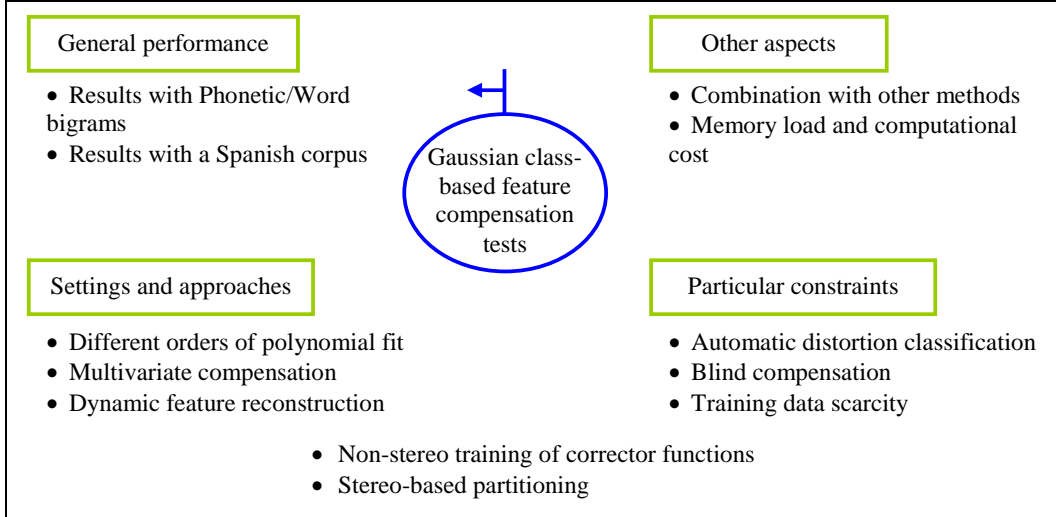 General performance
• Results with Phonetic/Word
bigrams
• Results with a Spanish corpus
Other aspects
• Combination with other methods
• Memory load and computational
cost
Gaussian class-
based feature
compensation
tests
Settings and approaches
• Different orders of polynomial fit
• Multivariate compensation
• Dynamic feature reconstruction
Particular constraints
• Automatic distortion classification
• Blind compensation
• Training data scarcity
• Non-stereo training of corrector functions
• Stereo-based partitioning